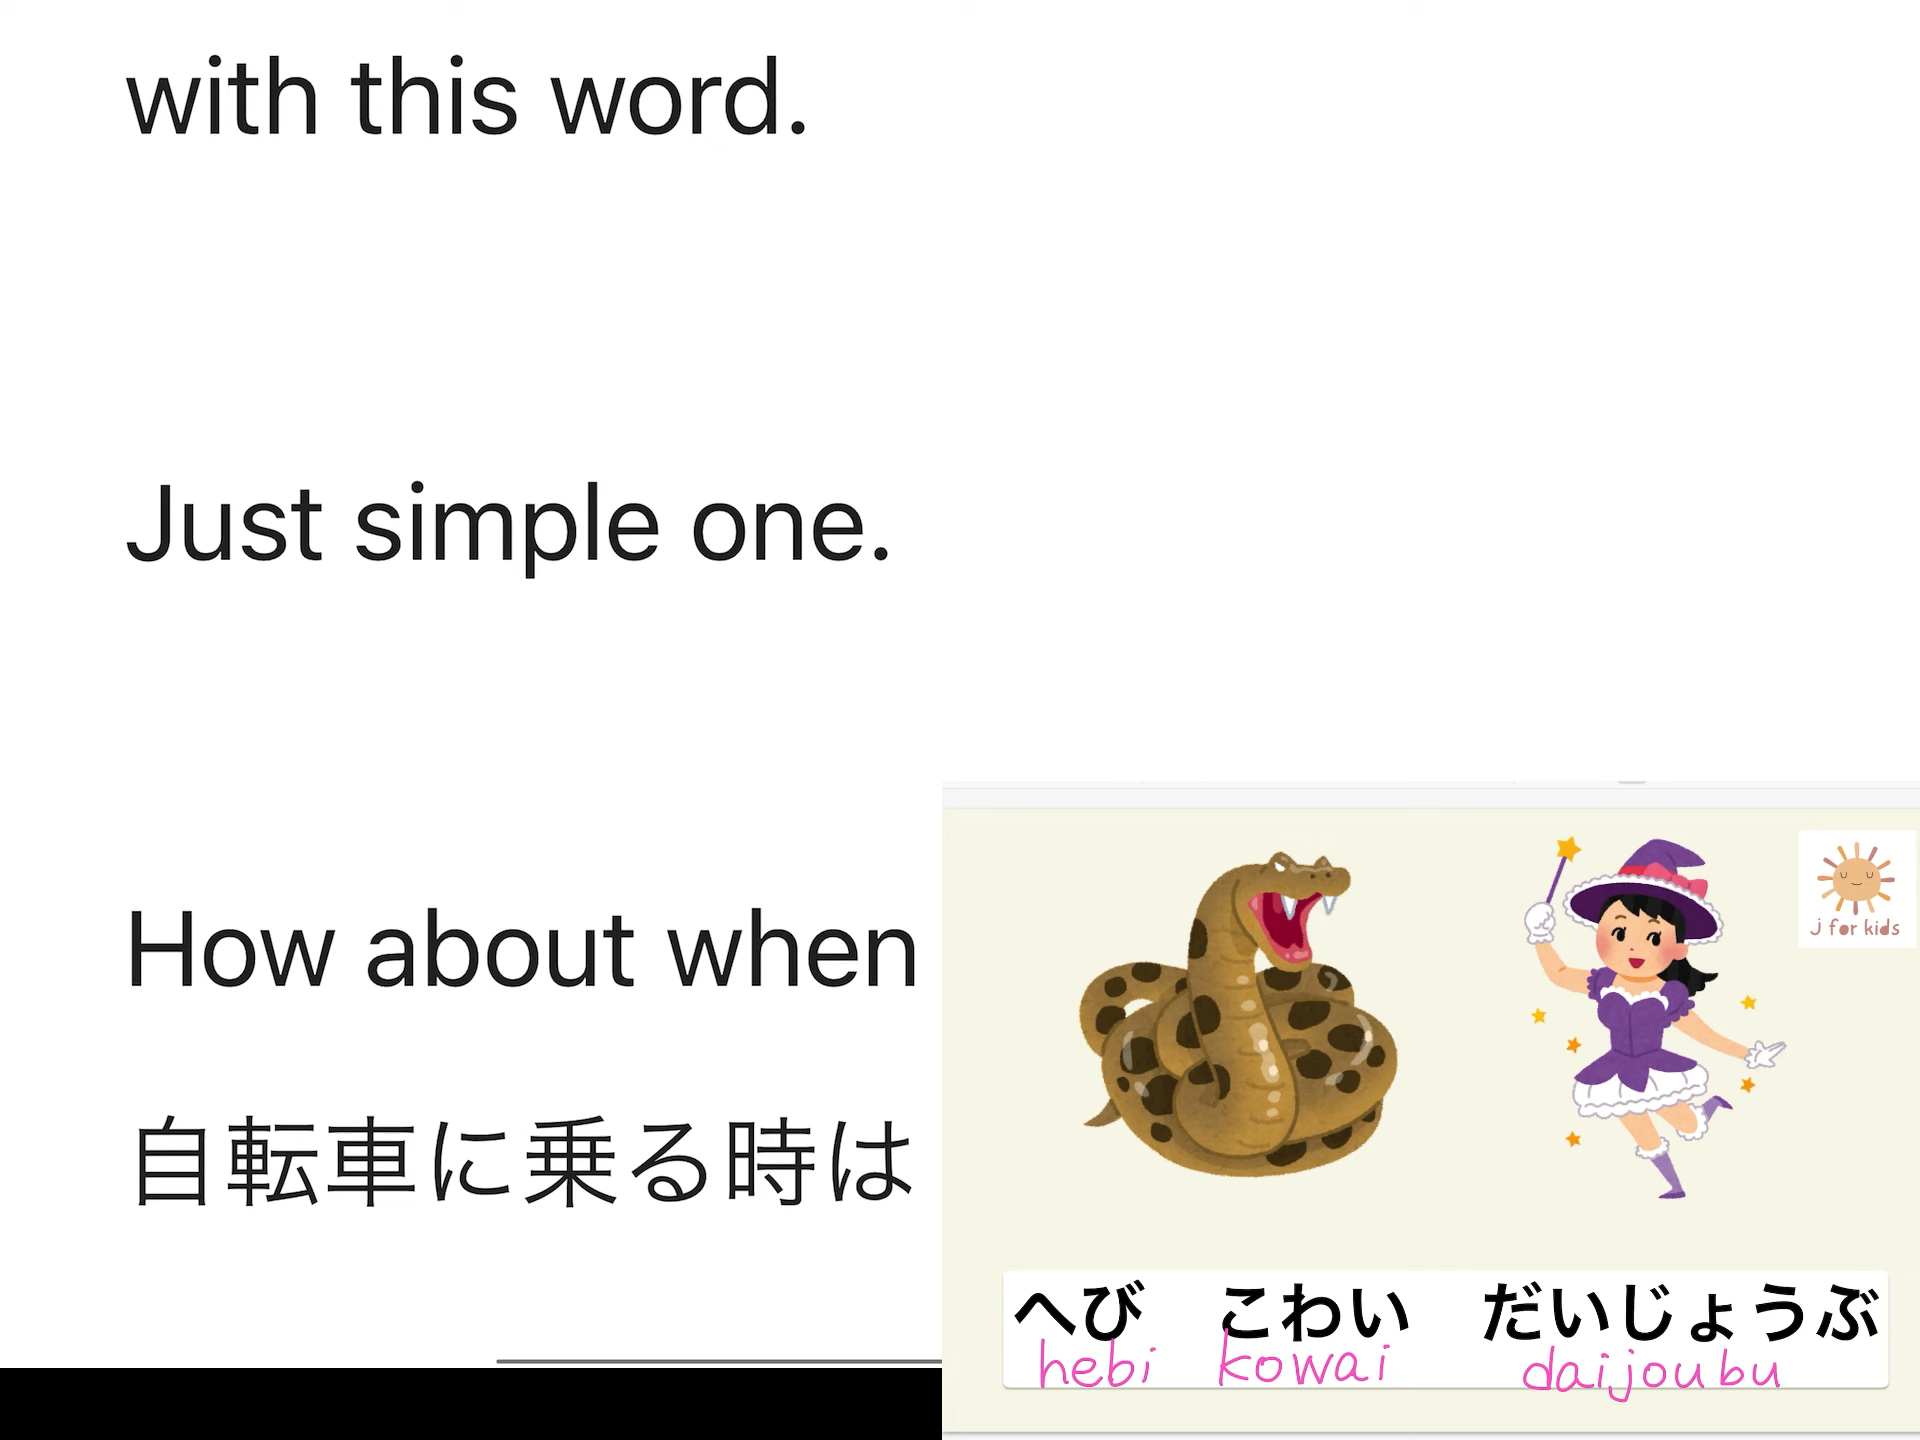 with this word.
Just simple one.
How about when
自転車に乗る時は
J for kids
へび こわい だいじょうぶ
hebi kowai daijoubu